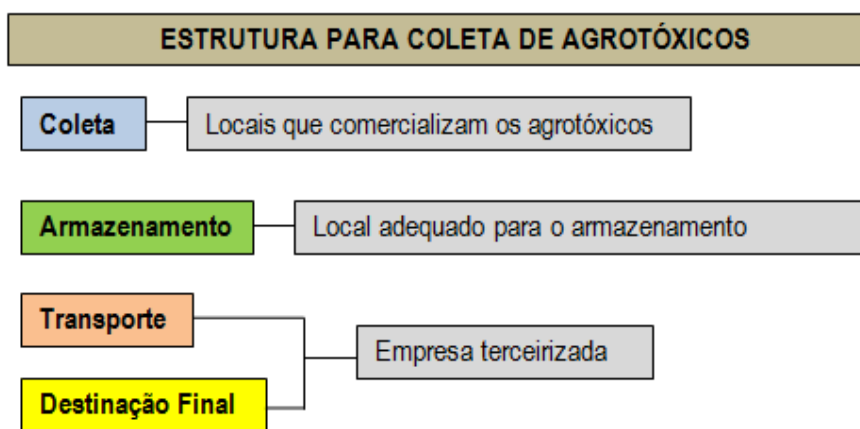 ESTRUTURA PARA COLETA DE AGROTÓXICOS
Coleta
Locais que comercializam os agrotóxicos
Armazenamento
Local adequado para o armazenamento
Transporte
Empresa terceirizada
Destinação Final